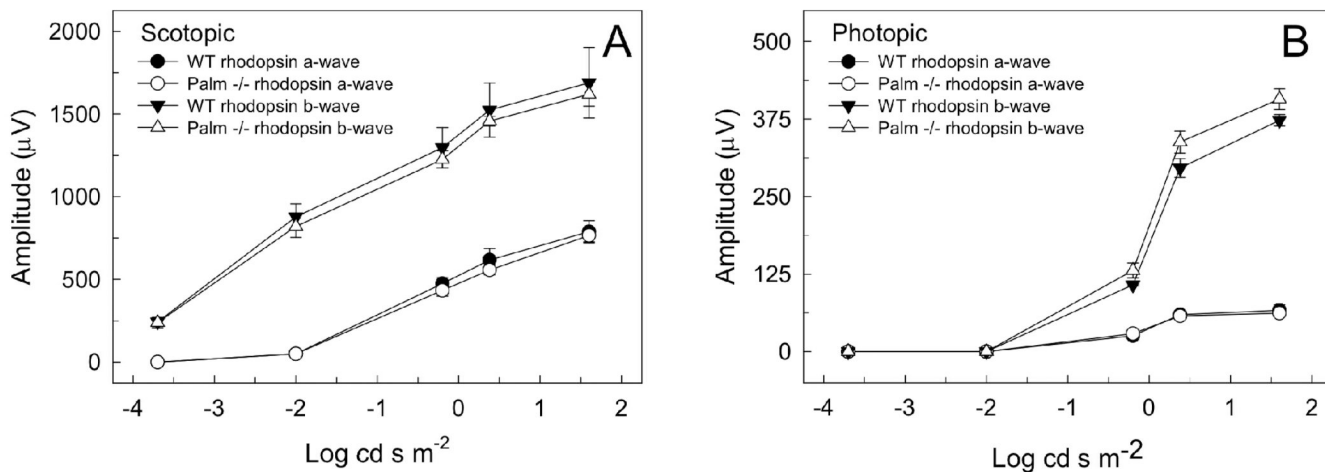 Scotopic
A
WT rhodopsin a-wave
Palm -/- rhodopsin a-wave
WT rhodopsin b-wave
Palm -/- rhodopsin b-wave
2000
1500
1000
500
0
Amplitude (μV)
-4 -3 -2 -1 0 1 2
Log cd s m-2
Photopic
B
WT rhodopsin a-wave
Palm -/- rhodopsin a-wave
WT rhodopsin b-wave
Palm -/- rhodopsin b-wave
500
375
250
125
0
Amplitude (μV)
-4 -3 -2 -1 0 1 2
Log cd s m-2